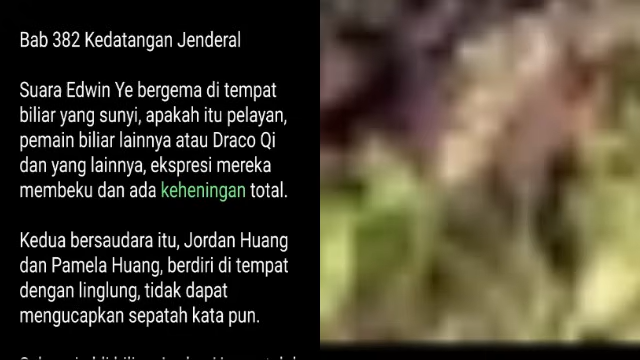 Bab 382 Kedatangan Jenderal
Suara Edwin Ye bergema di tempat
biliar yang sunyi, apakah itu pelayan,
pemain biliar lainnya atau Draco Qi
dan yang lainnya, ekspresi mereka
membeku dan ada keheningan total.
Kedua bersaudara itu, Jordan Huang
dan Pamela Huang, berdiri di tempat
dengan linglung, tidak dapat
mengucapkan sepatah kata pun.